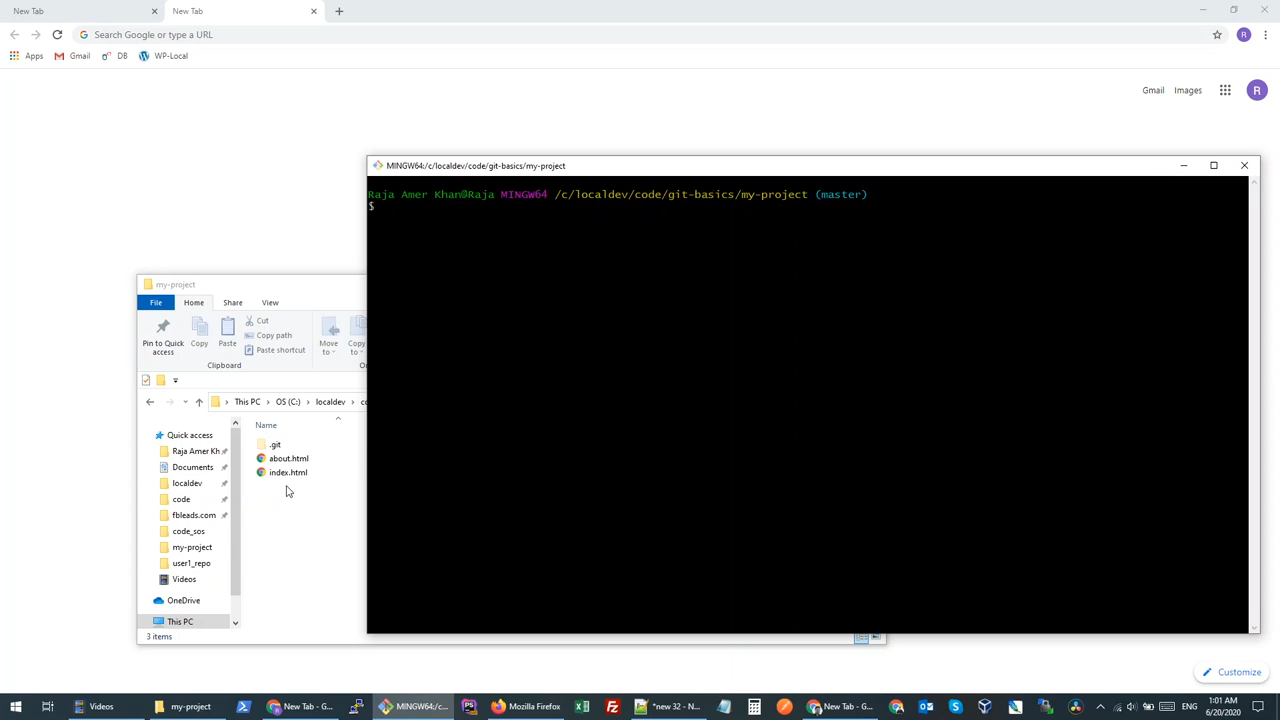 New Tab
New Tab
Search Google or type a URL
Apps
Gmail
DB
WP-Local
R
Gmail
Images
R
MINGW64:/c/localdev/code/git-basics/my-project
Raja Amer Khan@Raja MINGW64 /c/localdev/code/git-basics/my-project (master)
$
my-project
File
Home
Share
View
Pin to Quick access
Copy
Paste
Cut
Copy path
Paste shortcut
Move to
Copy to
Clipboard
This PC
OS (C:)
localdev
Name
Quick access
Raja Amer Kh
Documents
localdev
code
fbleads.com
code_sos
my-project
user1_repo
Videos
OneDrive
This PC
.git
about.html
index.html
3 items
Customize
Videos
my-project
New Tab - G...
MINGW64:/c...
Mozilla Firefox
*new 32 - N...
New Tab - G...
1:01 AM
6/20/2020